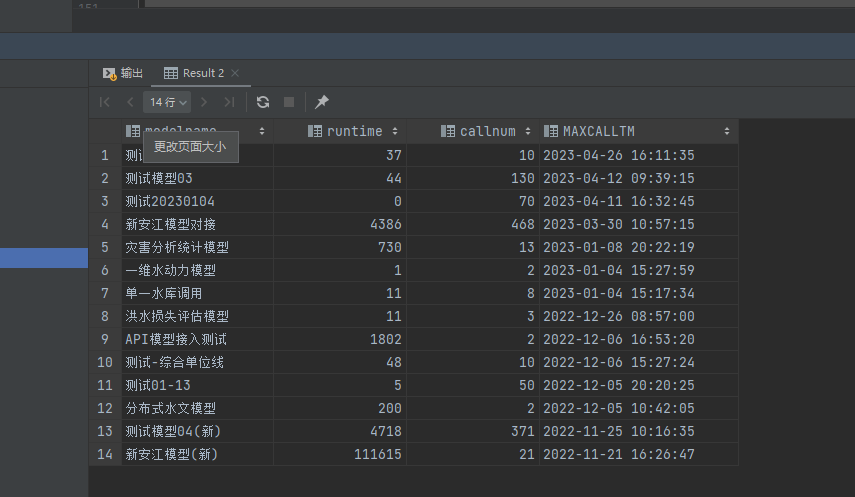 151
输出 Result 2
14 行
modelname runtime callnum MAXCALLTM
更改页面大小
1 测 37 10 2023-04-26 16:11:35
2 测试模型03 44 130 2023-04-12 09:39:15
3 测试20230104 0 70 2023-04-11 16:32:45
4 新安江模型对接 4386 468 2023-03-30 10:57:15
5 灾害分析统计模型 730 13 2023-01-08 20:22:19
6 一维水动力模型 1 2 2023-01-04 15:27:59
7 单一水库调用 11 8 2023-01-04 15:17:34
8 洪水损失评估模型 11 3 2022-12-26 08:57:00
9 API模型接入测试 1802 2 2022-12-06 16:53:20
10 测试-综合单位线 48 10 2022-12-06 15:27:24
11 测试01-13 5 50 2022-12-05 20:20:25
12 分布式水文模型 200 2 2022-12-05 10:42:05
13 测试模型04(新) 4718 371 2022-11-25 10:16:35
14 新安江模型(新) 111615 21 2022-11-21 16:26:47